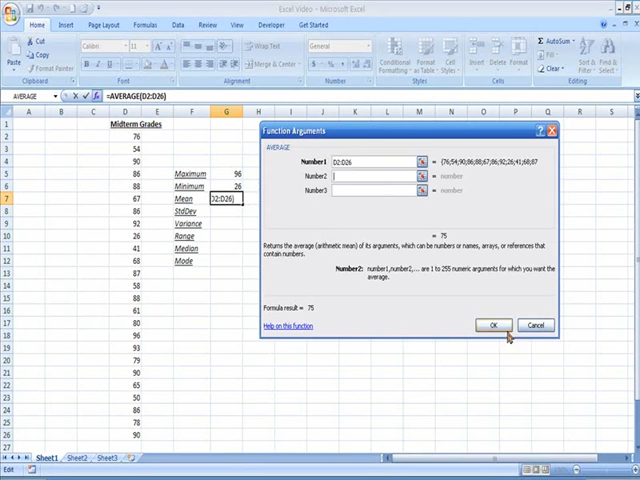 Excel video - Microsoft Excel
Home Insert Page Layout Formulas Data Review View Developer Get Started
Cut
Copy
Format Painter
Paste
Clipboard
Calibri 11
B I U
Font
Wrap Text
Merge & Center
Alignment
General
$ % ,
Number
Conditional Formatting
Format as Table
Cell Styles
Styles
Insert Delete Format
Cells
Σ AutoSum
Fill
Clear
Sort & Filter
Find & Select
Editing
AVERAGE =AVERAGE(D2:D26)
A B C D E F G H I J K L M N O P Q R
1 Midterm Grades
2 76
3 54
4 90
5 86 Maximum 96
6 88 Minimum 26
7 67 Mean D2:D26)
8 86 StdDev
9 92 Variance
10 26 Range
11 41 Median
12 68 Mode
13 87
14 58
15 87
16 61
17 80
18 96
19 93
20 79
21 90
22 65
23 50
24 86
25 78
26 90
27
Function Arguments
AVERAGE
Number1 D2:D26 = {76;54;90;86;88;67;86;92;26;41;68;87
Number2 = number
Number3 = number
= 75
Returns the average (arithmetic mean) of its arguments, which can be numbers or names, arrays, or references that
contain numbers.
Number2: number1,number2,... are 1 to 255 numeric arguments for which you want the
average.
Formula result = 75
Help on this function
OK Cancel
Sheet1 Sheet2 Sheet3
Edit